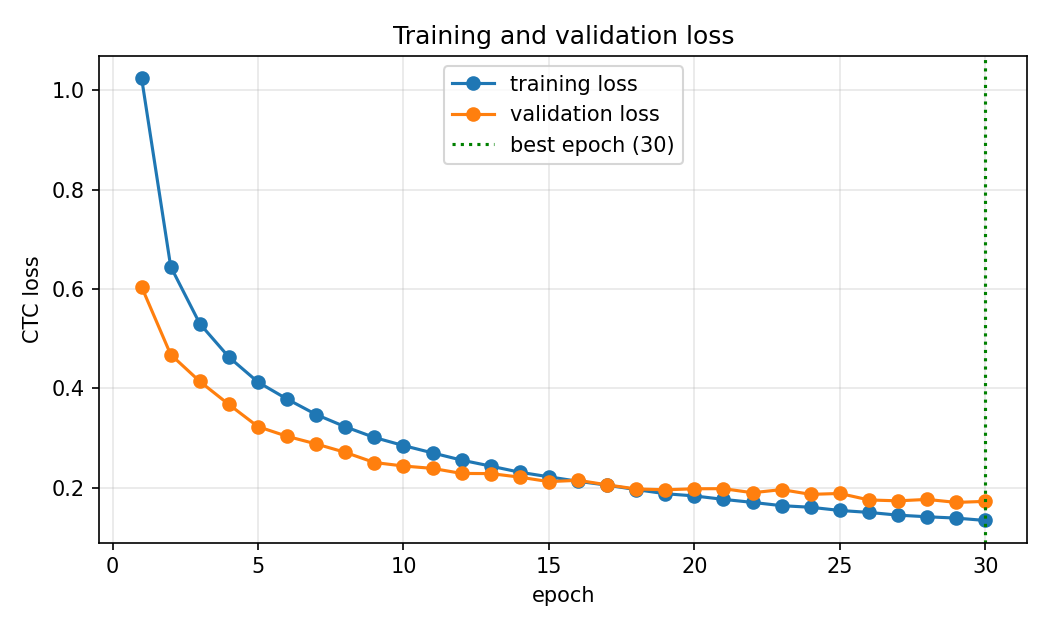 Training and validation loss
training loss
validation loss
best epoch (30)
CTC loss
1.0
0.8
0.6
0.4
0.2
0 5 10 15 20 25 30
epoch